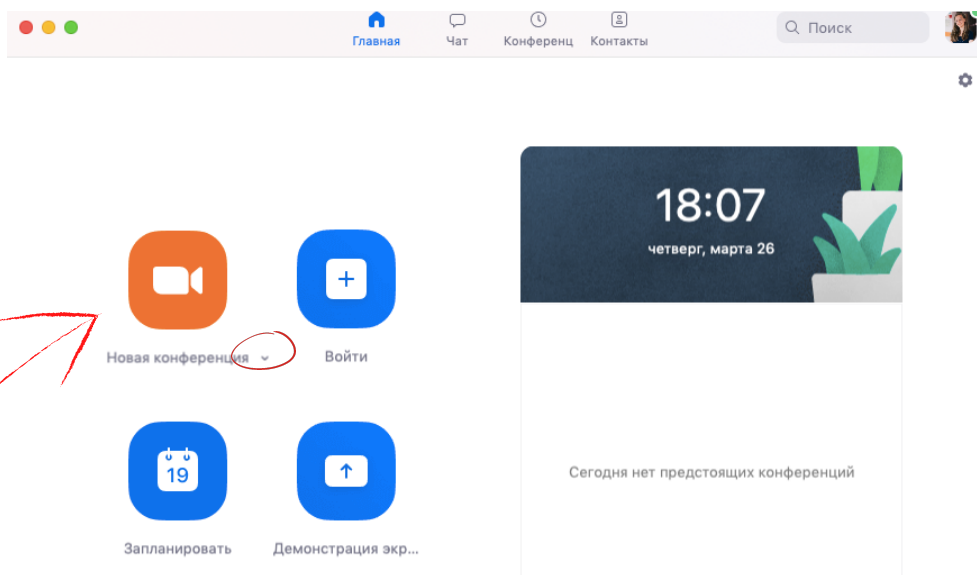 Главная
Чат
Конференц
Контакты
Поиск
18:07
четверг, марта 26
Новая конференция
Войти
19
Запланировать
Демонстрация экр...
Сегодня нет предстоящих конференций